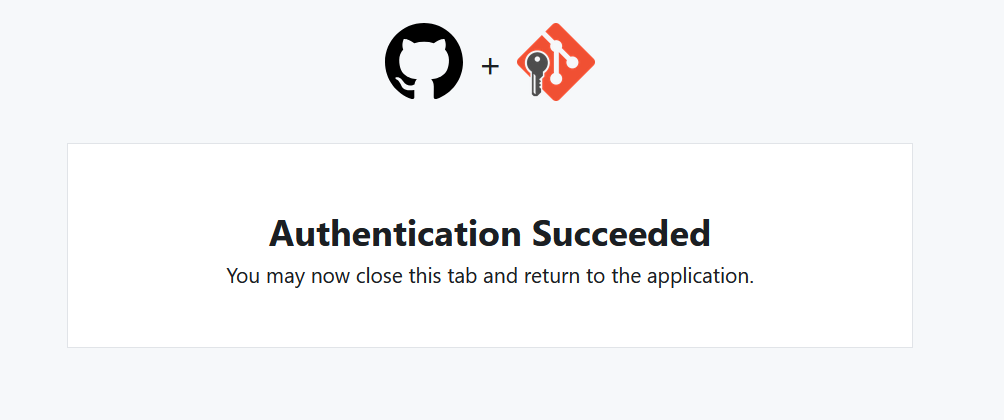 +
Authentication Succeeded
You may now close this tab and return to the application.